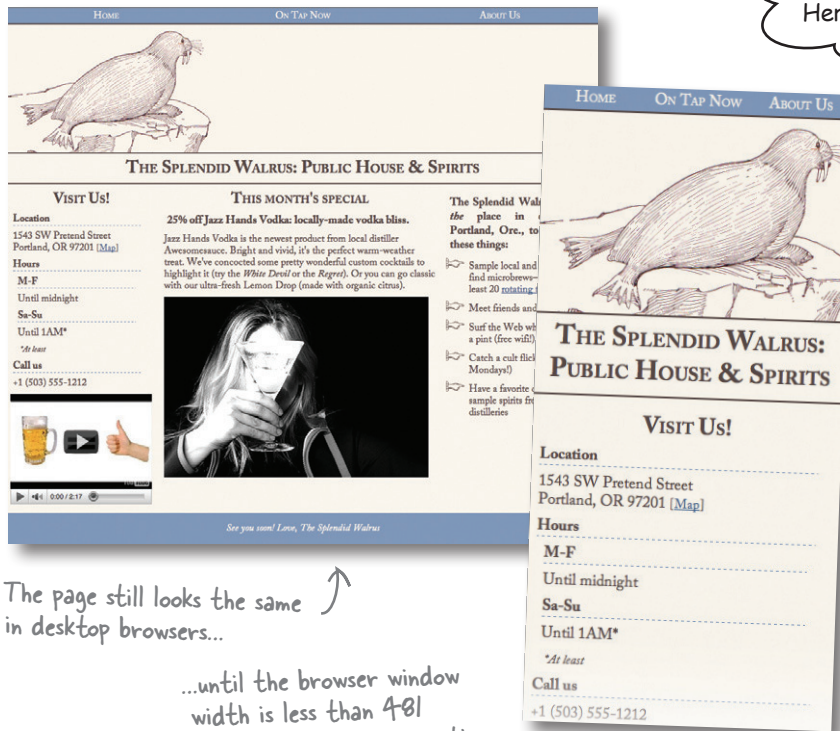 Her
Home On Tap Now About Us
The Splendid Walrus: Public House & Spirits
Visit Us!
Location
1543 SW Pretend Street
Portland, OR 97201 [Map]
Hours
M-F
Until midnight
Sa-Su
Until 1AM*
*At least
Call us
+1 (503) 555-1212
0:00 / 2:17
This month's special
25% off Jazz Hands Vodka: locally-made vodka bliss.
Jazz Hands Vodka is the newest product from local distiller
Awesomesauce. Bright and vivid, it's the perfect warm-weather
treat. We've concocted some pretty wonderful custom cocktails to
highlight it (try the White Devil or the Regret). Or you can go classic
with our ultra-fresh Lemon Drop (made with organic citrus).
The Splendid Wal
the place in
Portland, Ore., to
these things:
Sample local and
find microbrews—
least 20 rotating
Meet friends and
Surf the Web wh
a pint (free wifi!)
Catch a cult flick
Mondays!)
Have a favorite
sample spirits fr
distilleries
See you soon! Love, The Splendid Walrus
Home On Tap Now About Us
The Splendid Walrus:
Public House & Spirits
Visit Us!
Location
1543 SW Pretend Street
Portland, OR 97201 [Map]
Hours
M-F
Until midnight
Sa-Su
Until 1AM*
*At least
Call us
+1 (503) 555-1212
The page still looks the same
in desktop browsers...
...until the browser window
width is less than 481